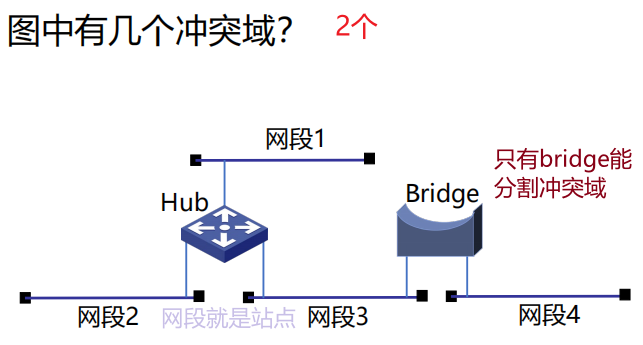 图中有几个冲突域？ 2个
网段1
只有bridge能
分割冲突域
Hub
Bridge
网段2
网段就是站点
网段3
网段4